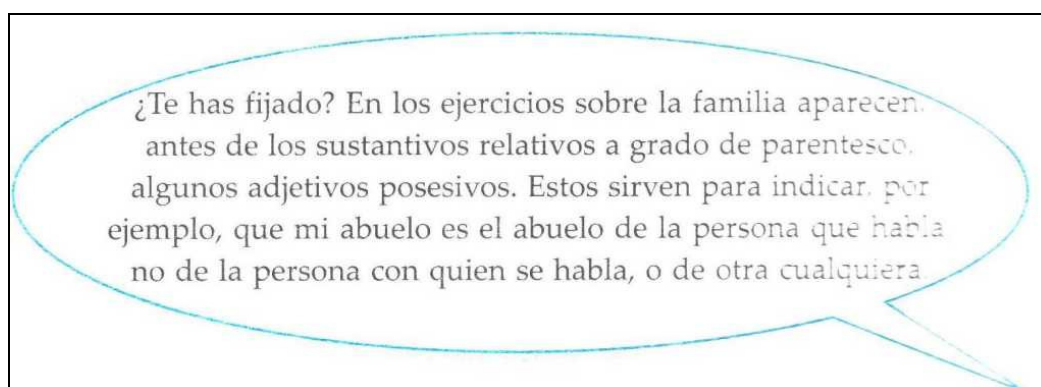 ¿Te has fijado? En los ejercicios sobre la familia aparecen,
antes de los sustantivos relativos a grado de parentesco,
algunos adjetivos posesivos. Estos sirven para indicar, por
ejemplo, que mi abuelo es el abuelo de la persona que habla
no de la persona con quien se habla, o de otra cualquiera.